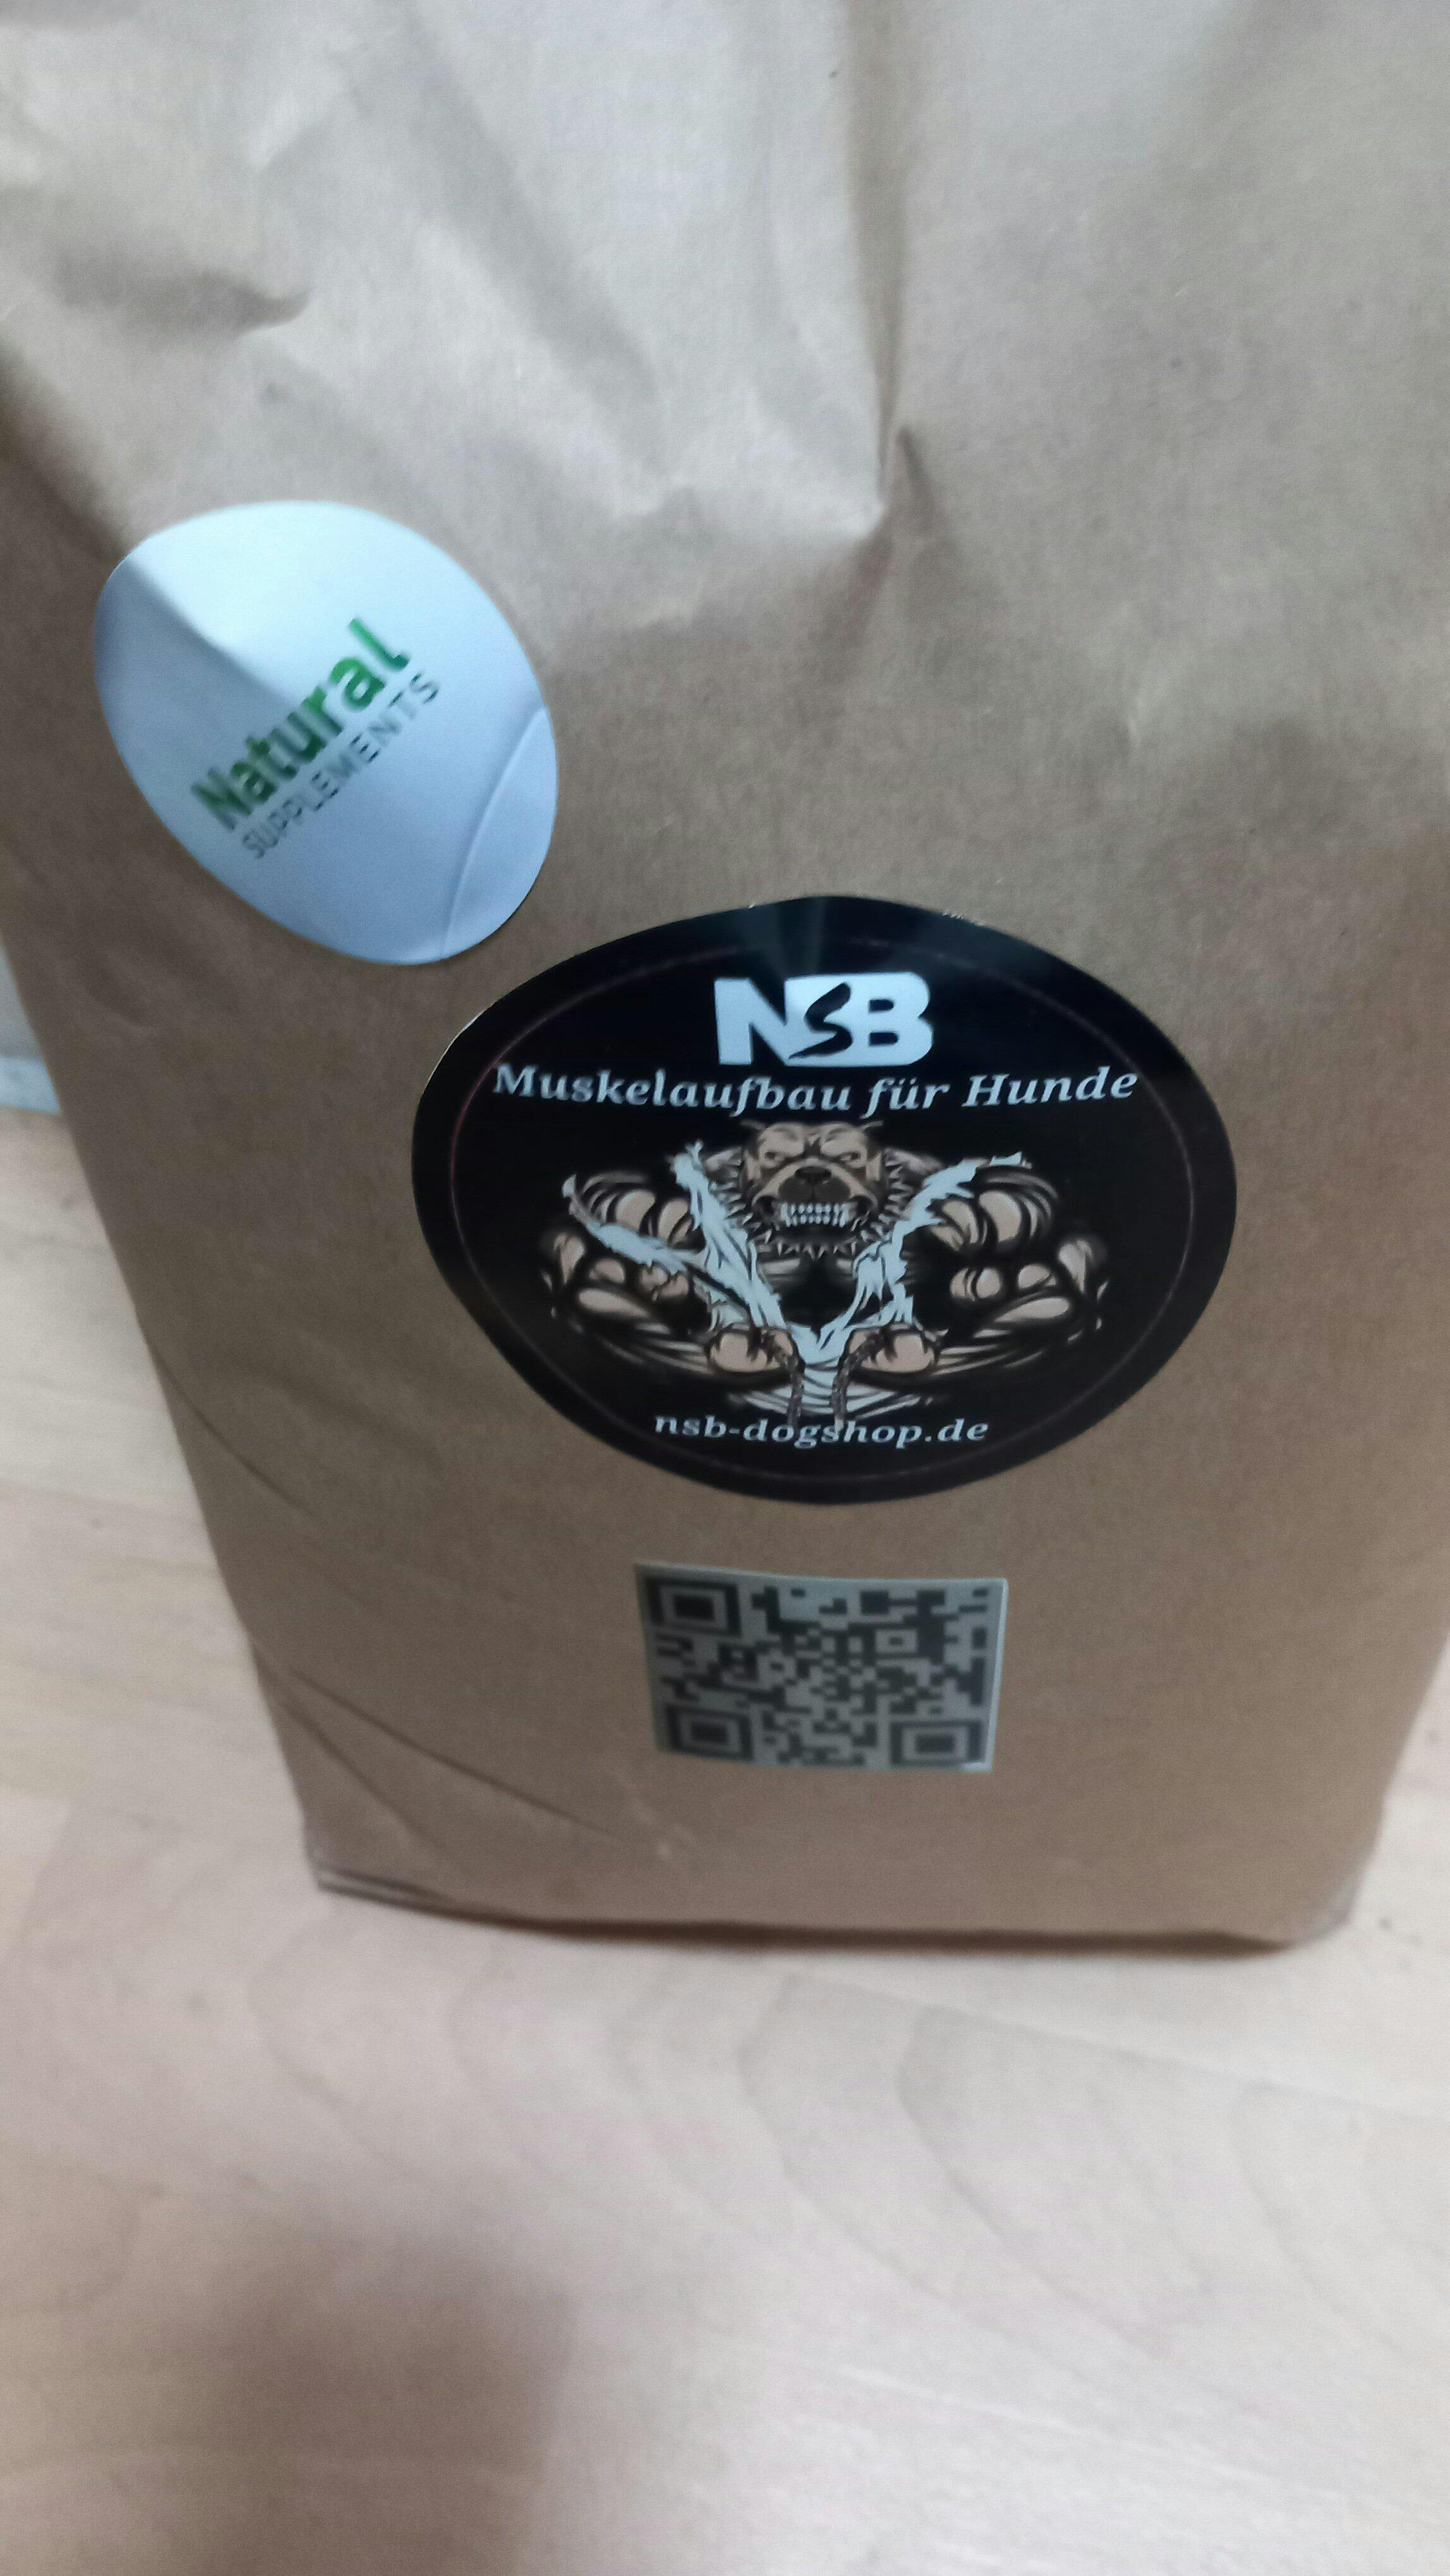 Natural
SUPPLEMENTS
NSB
Muskelaufbau für Hunde
nsb-dogshop.de